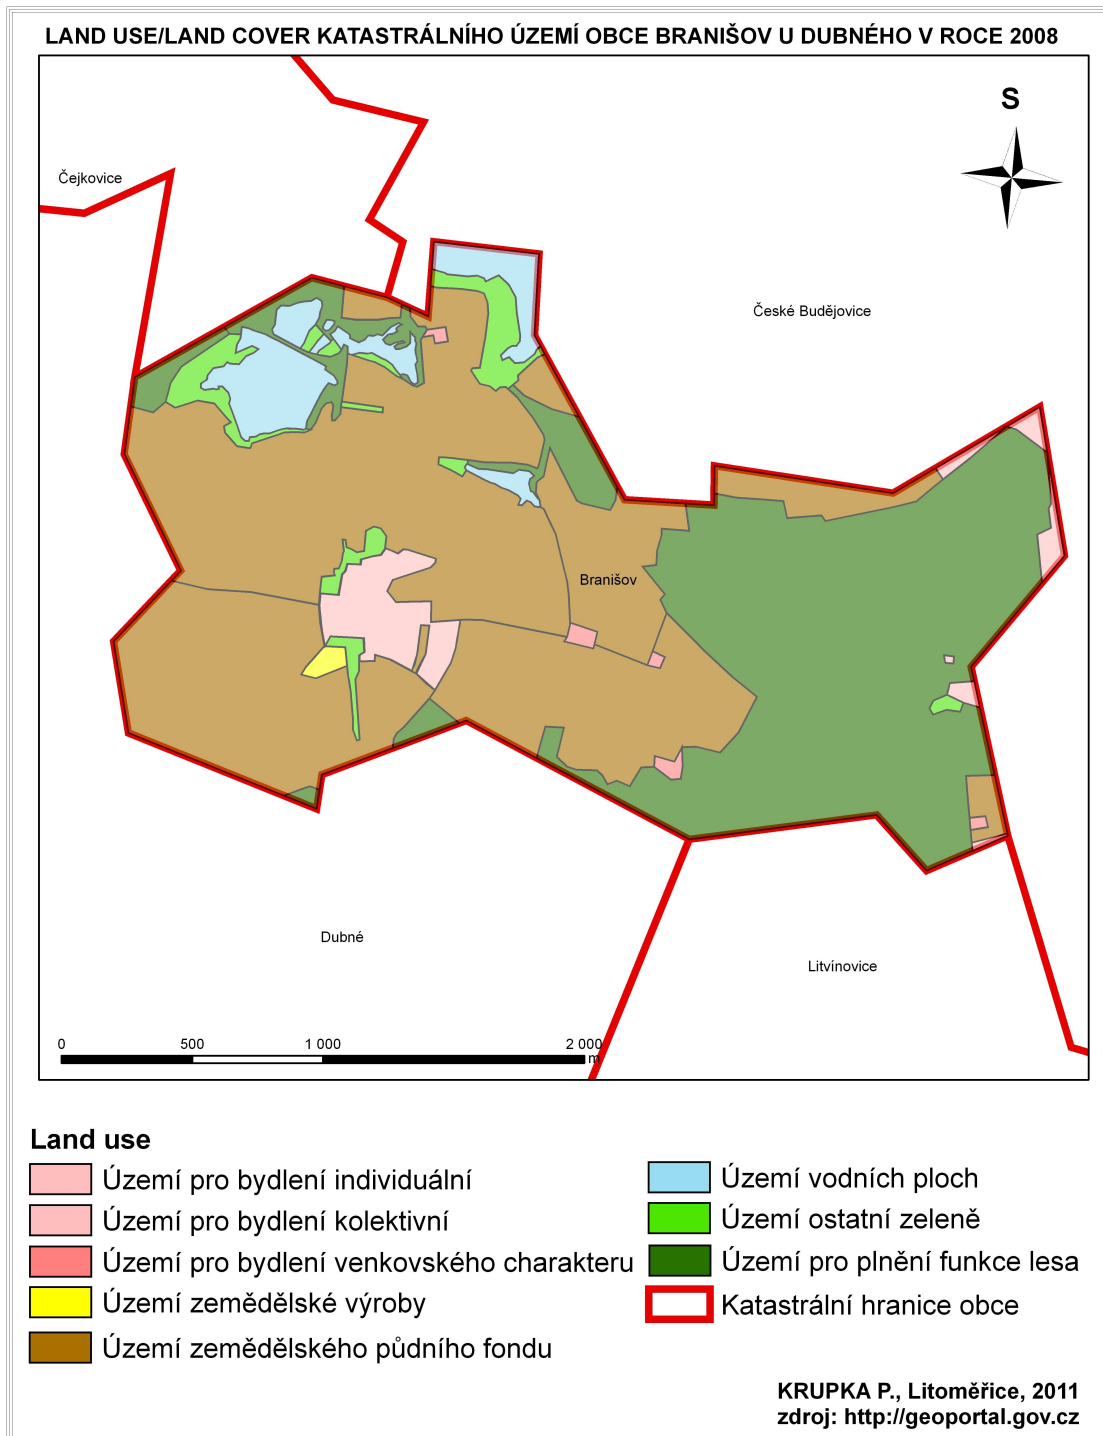 LAND USE/LAND COVER KATASTRÁLNÍHO ÚZEMÍ OBCE BRANIŠOV U DUBNÉHO V ROCE 2008
S
Čejkovice
České Budějovice
Branišov
Dubné
Litvínovice
0 500 1 000 2 000
m
Land use
Území pro bydlení individuální
Území pro bydlení kolektivní
Území pro bydlení venkovského charakteru
Území zemědělské výroby
Území zemědělského půdního fondu
Území vodních ploch
Území ostatní zeleně
Území pro plnění funkce lesa
Katastrální hranice obce
KRUPKA P., Litoměřice, 2011
zdroj: http://geoportal.gov.cz